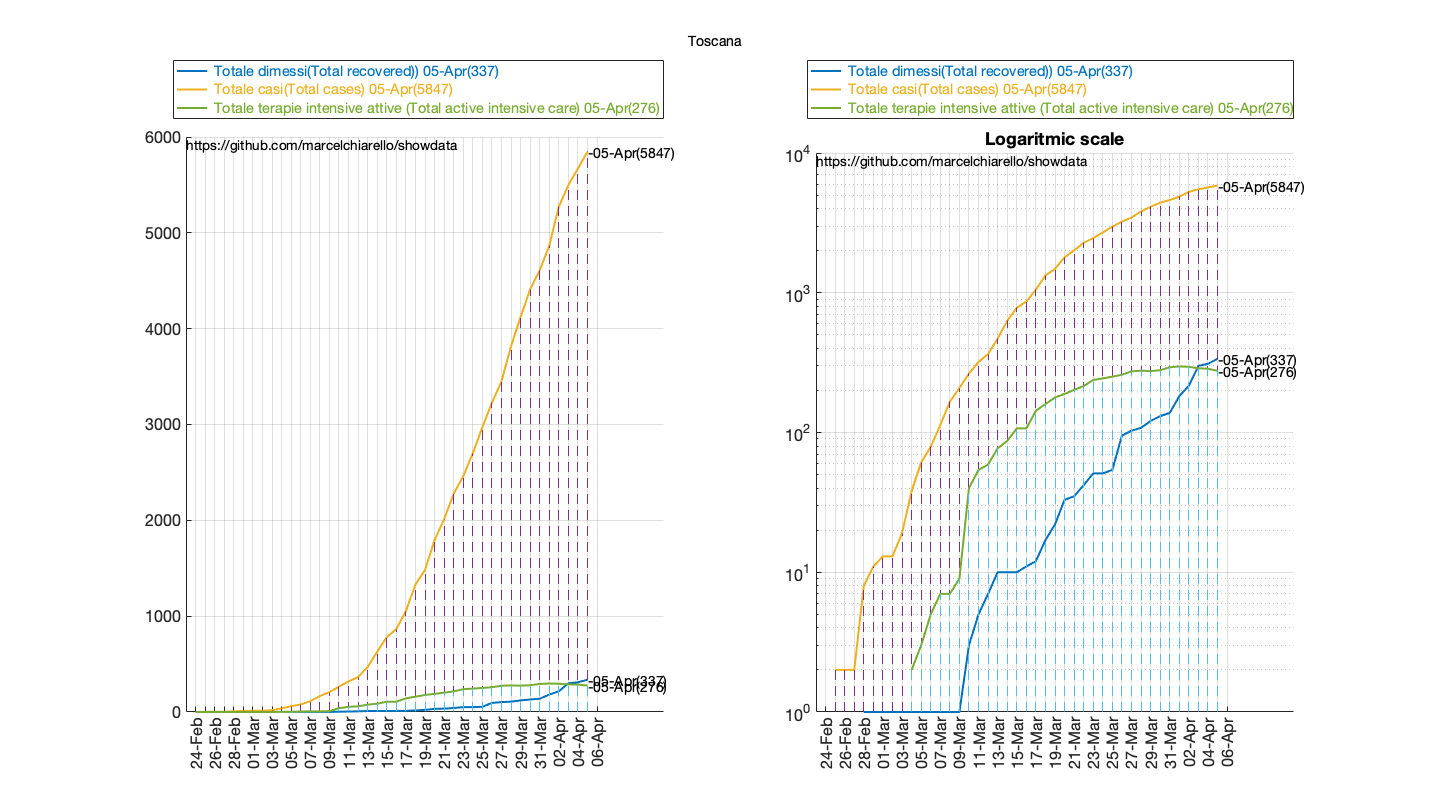 Toscana
Totale dimessi(Total recovered)) 05-Apr(337)
Totale casi(Total cases) 05-Apr(5847)
Totale terapie intensive attive (Total active intensive care) 05-Apr(276)
https://github.com/marcelchiarello/showdata
6000
5000
4000
3000
2000
1000
0
-05-Apr(5847)
-05-Apr(337)
-05-Apr(276)
24-Feb
26-Feb
28-Feb
01-Mar
03-Mar
05-Mar
07-Mar
09-Mar
11-Mar
13-Mar
15-Mar
17-Mar
19-Mar
21-Mar
23-Mar
25-Mar
27-Mar
29-Mar
31-Mar
02-Apr
04-Apr
06-Apr
Totale dimessi(Total recovered)) 05-Apr(337)
Totale casi(Total cases) 05-Apr(5847)
Totale terapie intensive attive (Total active intensive care) 05-Apr(276)
Logaritmic scale
https://github.com/marcelchiarello/showdata
10^4
10^3
10^2
10^1
10^0
-05-Apr(5847)
-05-Apr(337)
-05-Apr(276)
24-Feb
26-Feb
28-Feb
01-Mar
03-Mar
05-Mar
07-Mar
09-Mar
11-Mar
13-Mar
15-Mar
17-Mar
19-Mar
21-Mar
23-Mar
25-Mar
27-Mar
29-Mar
31-Mar
02-Apr
04-Apr
06-Apr